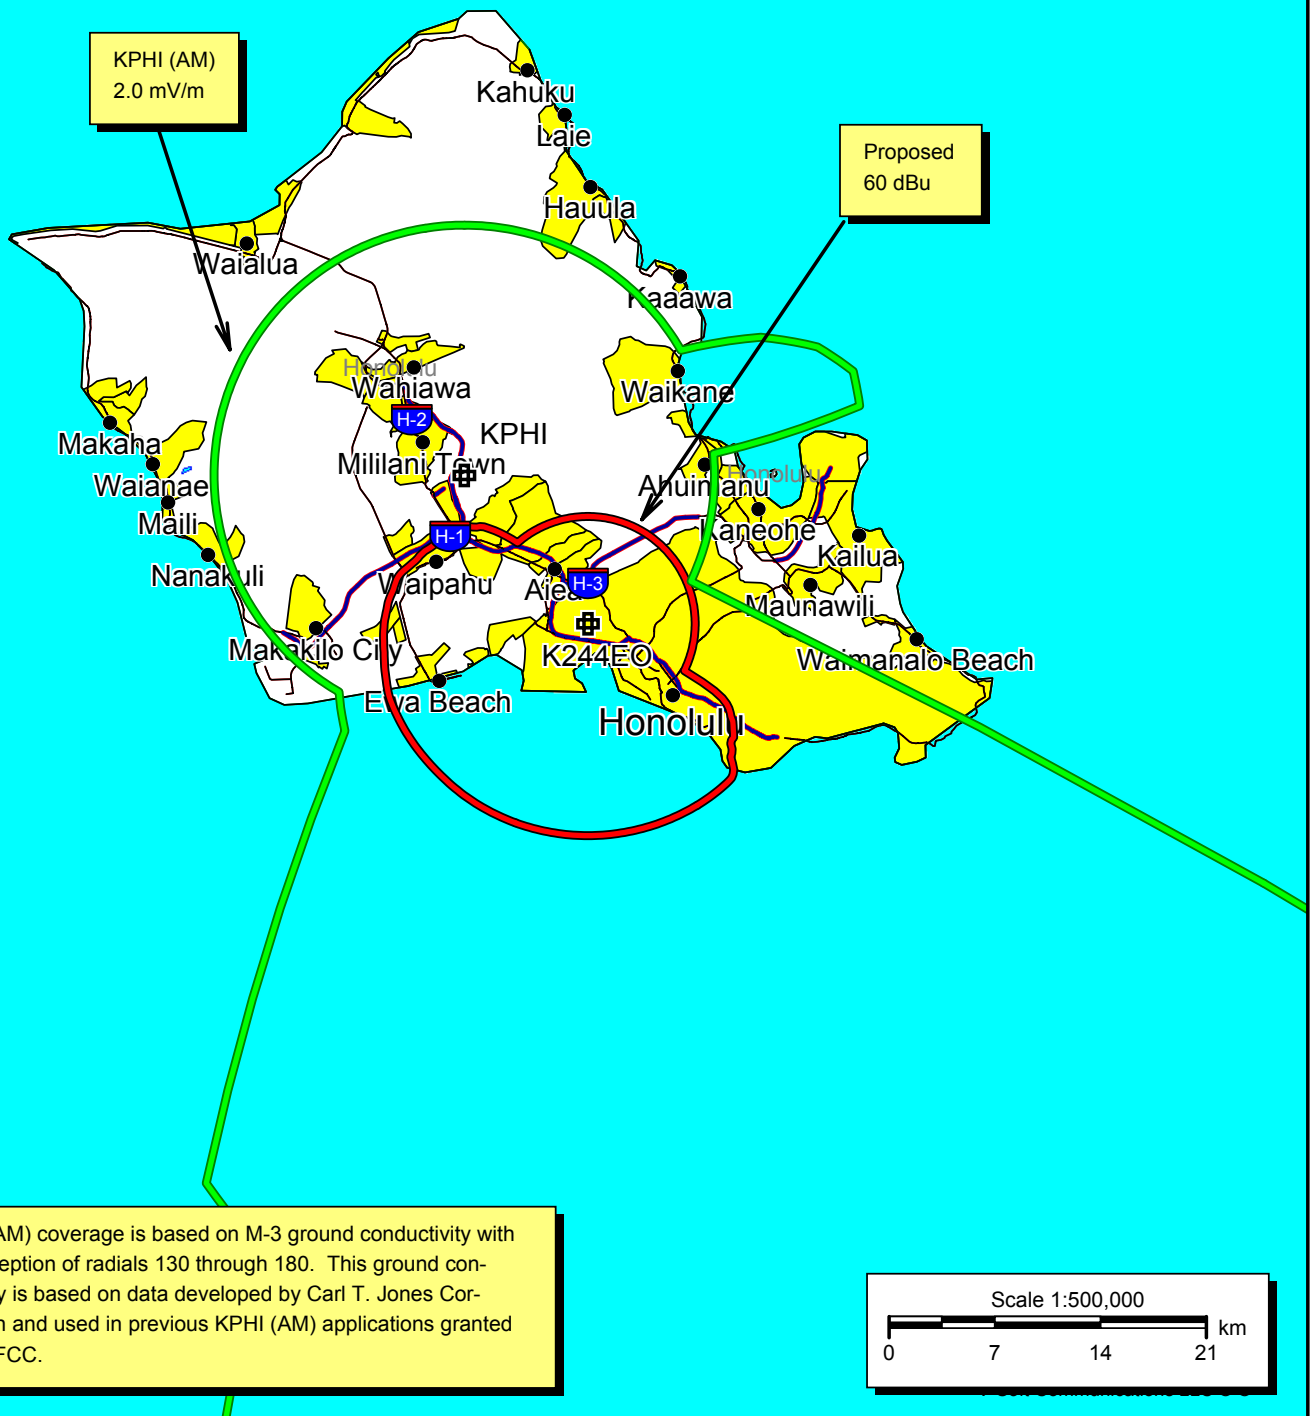 KPHI (AM)
2.0 mV/m
Kahuku
Laie
Proposed
60 dBu
Hauula
Waialua
Kaaawa
Honolulu
Wahiawa
Waikane
H-2
Makaha
KPHI
Mililani Town
Waianae
Ahuimanu
Honolulu
Maili
Kaneohe
H-1
Kailua
Nanakuli
Waipahu
Aiea
H-3
Maunawili
Makakilo City
K244EO
Waimanalo Beach
Ewa Beach
Honolulu
AM) coverage is based on M-3 ground conductivity with
eption of radials 130 through 180. This ground con-
y is based on data developed by Carl T. Jones Cor-
n and used in previous KPHI (AM) applications granted
FCC.
Scale 1:500,000
km
0 7 14 21